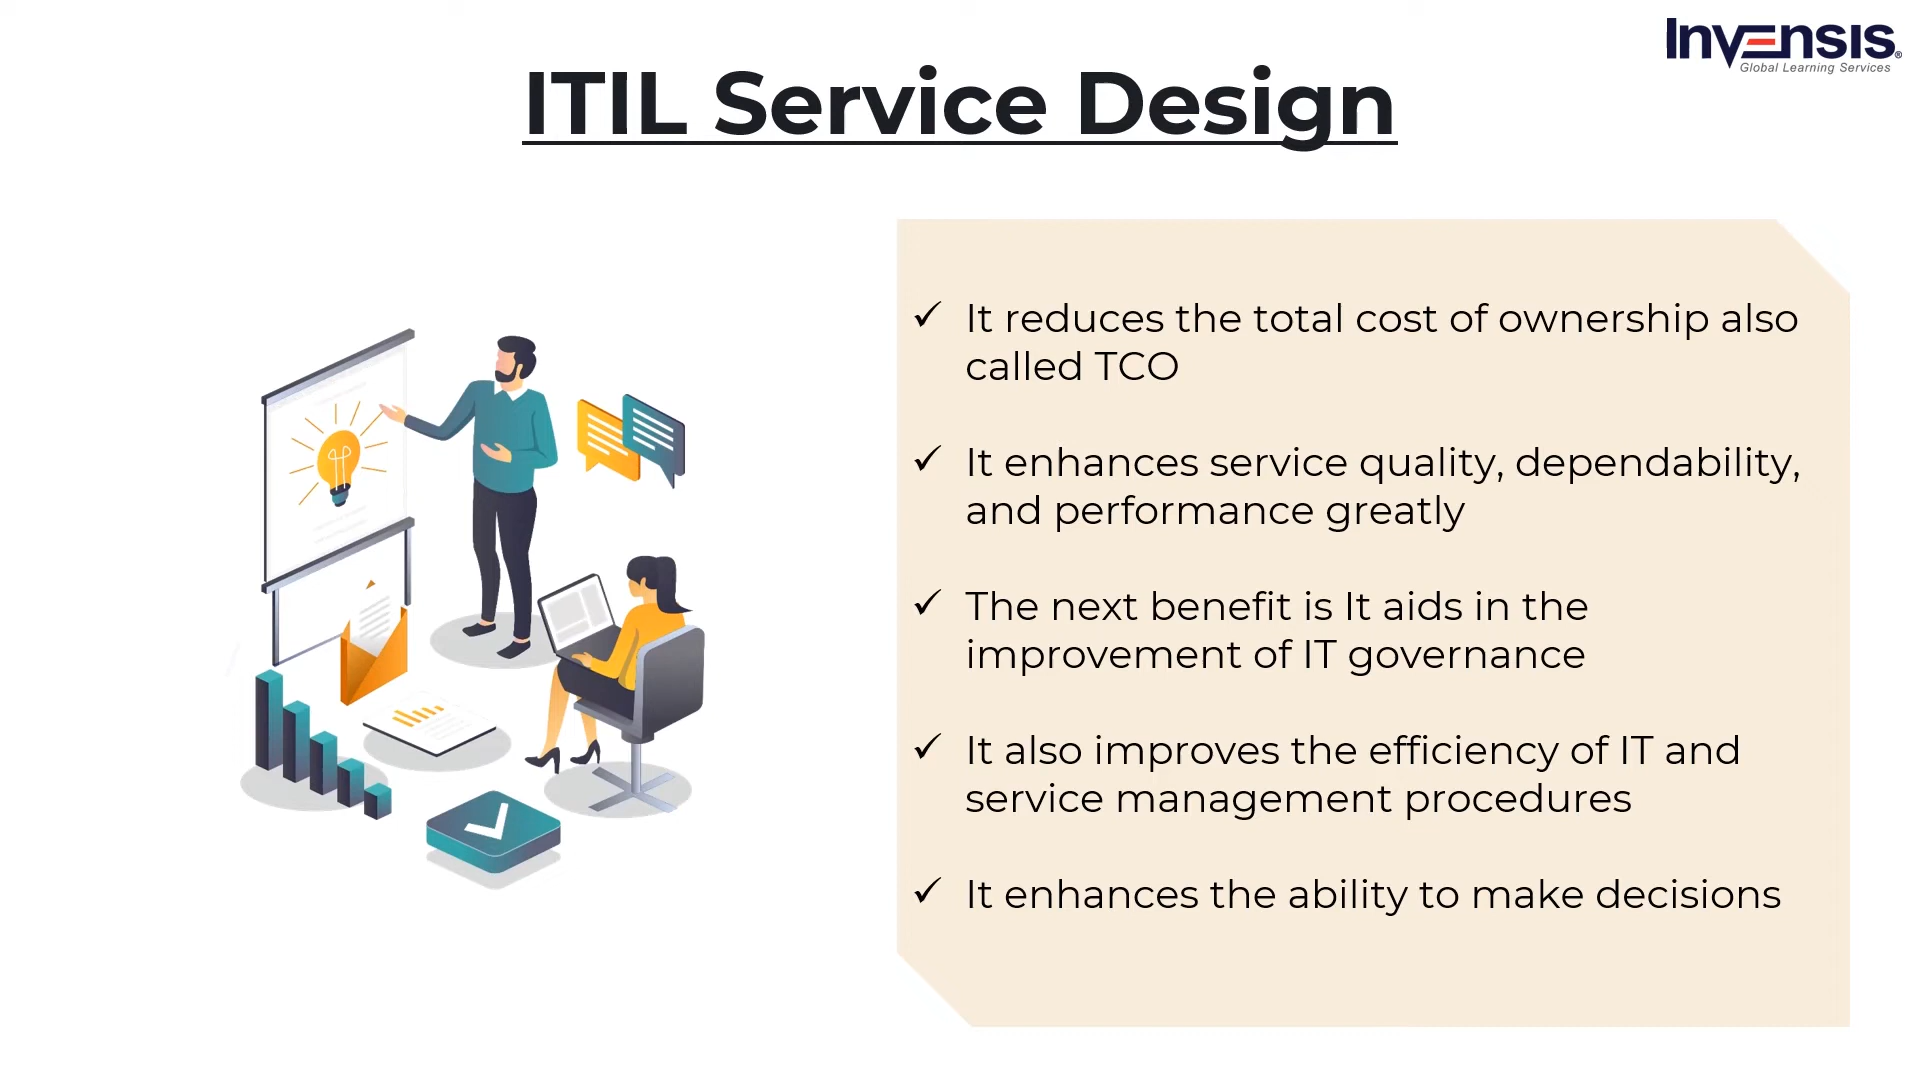 Invensis®
Global Learning Services
ITIL Service Design
✓ It reduces the total cost of ownership also
called TCO
✓ It enhances service quality, dependability,
and performance greatly
✓ The next benefit is It aids in the
improvement of IT governance
✓ It also improves the efficiency of IT and
service management procedures
✓ It enhances the ability to make decisions